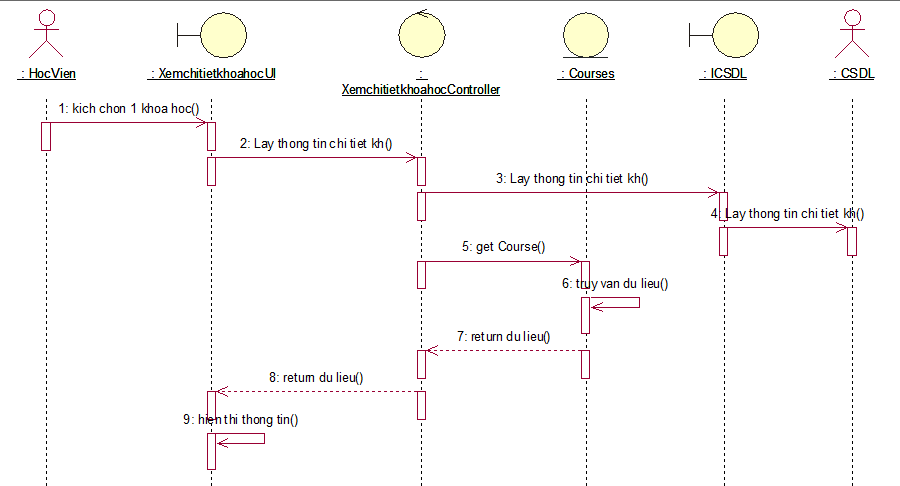 : HocVien
: XemchitietkhoahocUI
:
XemchitietkhoahocController
: Courses
: ICSDL
: CSDL
1: kich chon 1 khoa hoc()
2: Lay thong tin chi tiet kh()
3: Lay thong tin chi tiet kh()
4: Lay thong tin chi tiet kh()
5: get Course()
6: truy van du lieu()
7: return du lieu()
8: return du lieu()
9: hien thi thong tin()